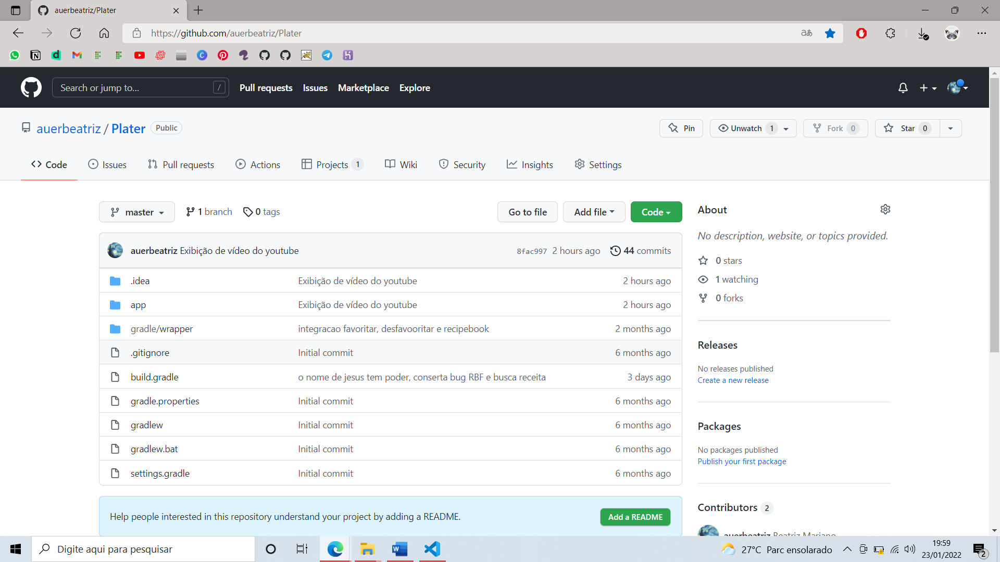 auerbeatriz/Plater
https://github.com/auerbeatriz/Plater
Search or jump to... /
Pull requests Issues Marketplace Explore
auerbeatriz / Plater Public
Pin Unwatch 1 Fork 0 Star 0
Code Issues Pull requests Actions Projects 1 Wiki Security Insights Settings
master 1 branch 0 tags Go to file Add file Code
auerbeatriz Exibição de vídeo do youtube 8fac997 2 hours ago 44 commits
.idea Exibição de vídeo do youtube 2 hours ago
app Exibição de vídeo do youtube 2 hours ago
gradle/wrapper integracao favoritar, desfavooritar e recipebook 2 months ago
.gitignore Initial commit 6 months ago
build.gradle o nome de jesus tem poder, conserta bug RBF e busca receita 3 days ago
gradle.properties Initial commit 6 months ago
gradlew Initial commit 6 months ago
gradlew.bat Initial commit 6 months ago
settings.gradle Initial commit 6 months ago
Help people interested in this repository understand your project by adding a README. Add a README
About
No description, website, or topics provided.
0 stars
1 watching
0 forks
Releases
No releases published
Create a new release
Packages
No packages published
Publish your first package
Contributors 2
auerbeatriz Beatriz Mariano
Digite aqui para pesquisar
27°C Parc ensolarado
19:59
23/01/2022
2